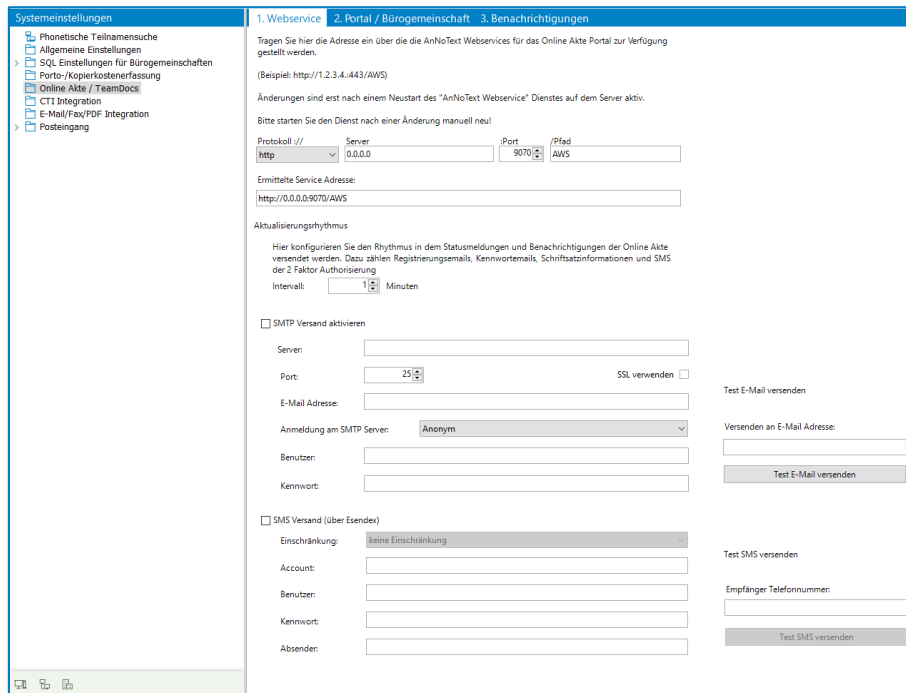 Systemeinstellungen
Phonetische Teilnamensuche
Allgemeine Einstellungen
SQL Einstellungen für Bürogemeinschaften
Porto-/Kopierkostenerfassung
Online Akte / TeamDocs
CTI Integration
E-Mail/Fax/PDF Integration
Posteingang
1. Webservice 2. Portal / Bürogemeinschaft 3. Benachrichtigungen
Tragen Sie hier die Adresse ein über die die AnNoText Webservices für das Online Akte Portal zur Verfügung
gestellt werden.
(Beispiel: http://1.2.3.4.:443/AWS)
Änderungen sind erst nach einem Neustart des "AnNoText Webservice" Dienstes auf dem Server aktiv.
Bitte starten Sie den Dienst nach einer Änderung manuell neu!
Protokoll :// Server :Port /Pfad
http 0.0.0.0 9070 AWS
Ermittelte Service Adresse:
http://0.0.0.0:9070/AWS
Aktualisierungsrhythmus
Hier konfigurieren Sie den Rhythmus in dem Statusmeldungen und Benachrichtigungen der Online Akte
versendet werden. Dazu zählen Registrierungsemails, Kennwortemails, Schriftsatzinformationen und SMS
der 2 Faktor Authorisierung
Intervall: 1 Minuten
SMTP Versand aktivieren
Server:
Port: 25 SSL verwenden
E-Mail Adresse:
Anmeldung am SMTP Server: Anonym
Benutzer:
Kennwort:
Test E-Mail versenden
Versenden an E-Mail Adresse:
Test E-Mail versenden
SMS Versand (über Esendex)
Einschränkung: keine Einschränkung
Account:
Benutzer:
Kennwort:
Absender:
Test SMS versenden
Empfänger Telefonnummer:
Test SMS versenden